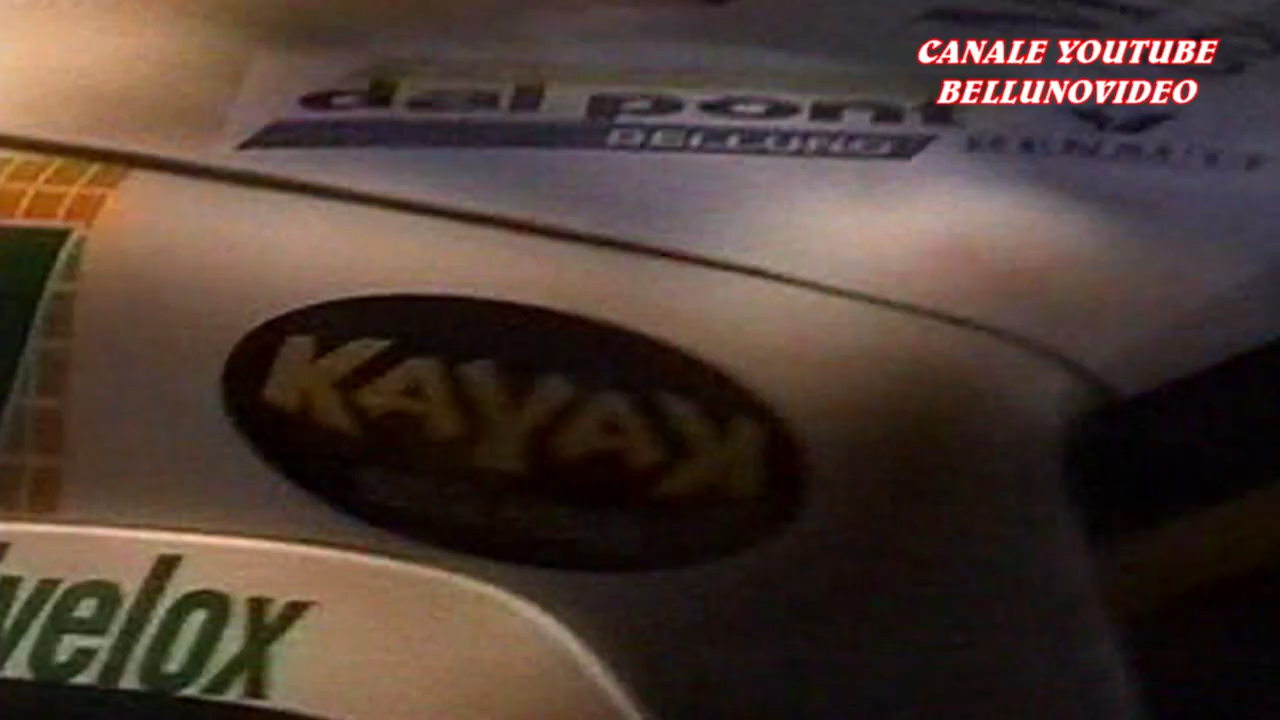 CANALE YOUTUBE
BELLUNOVIDEO
dal pont
BELLUNO
KAYAK
velox